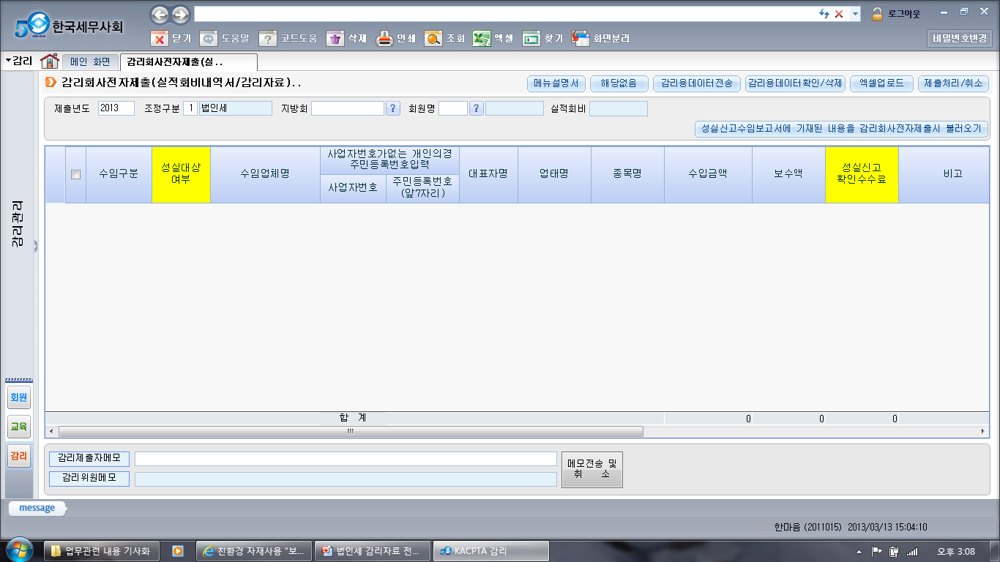 50 한국세무사회
로그아웃
닫기 도움말 코드도움 삭제 인쇄 조회 엑셀 찾기 화면분리
비밀번호변경
감리 메인 화면 감리회사전자제출(실..
감리회사전자제출(실적회비내역서/감리자료)..
메뉴설명서 해당없음 감리용데이터전송 감리용데이터확인/삭제 엑셀업로드 제출처리/취소
제출년도 2013 조정구분 1 법인세 지방회 ? 회원명 ? 실적회비
성실신고수임보고서에 기재된 내용을 감리회사전자제출시 불러오기
수임구분
성실대상
여부
수임업체명
사업자번호가없는 개인의경
주민등록번호입력
사업자번호
주민등록번호
(앞7자리)
대표자명
업태명
종목명
수입금액
보수액
성실신고
확인수수료
비고
감리관리
회원
교육
감리
합 계 0 0 0
감리제출자메모
감리위원메모
메모전송 및
취 소
message
한마음 (2011015) 2013/03/13 15:04:10
업무관련 내용 기사화 친환경 자재사용 "보... 법인세 감리자료 전... KACPTA 감리 오후 3:08